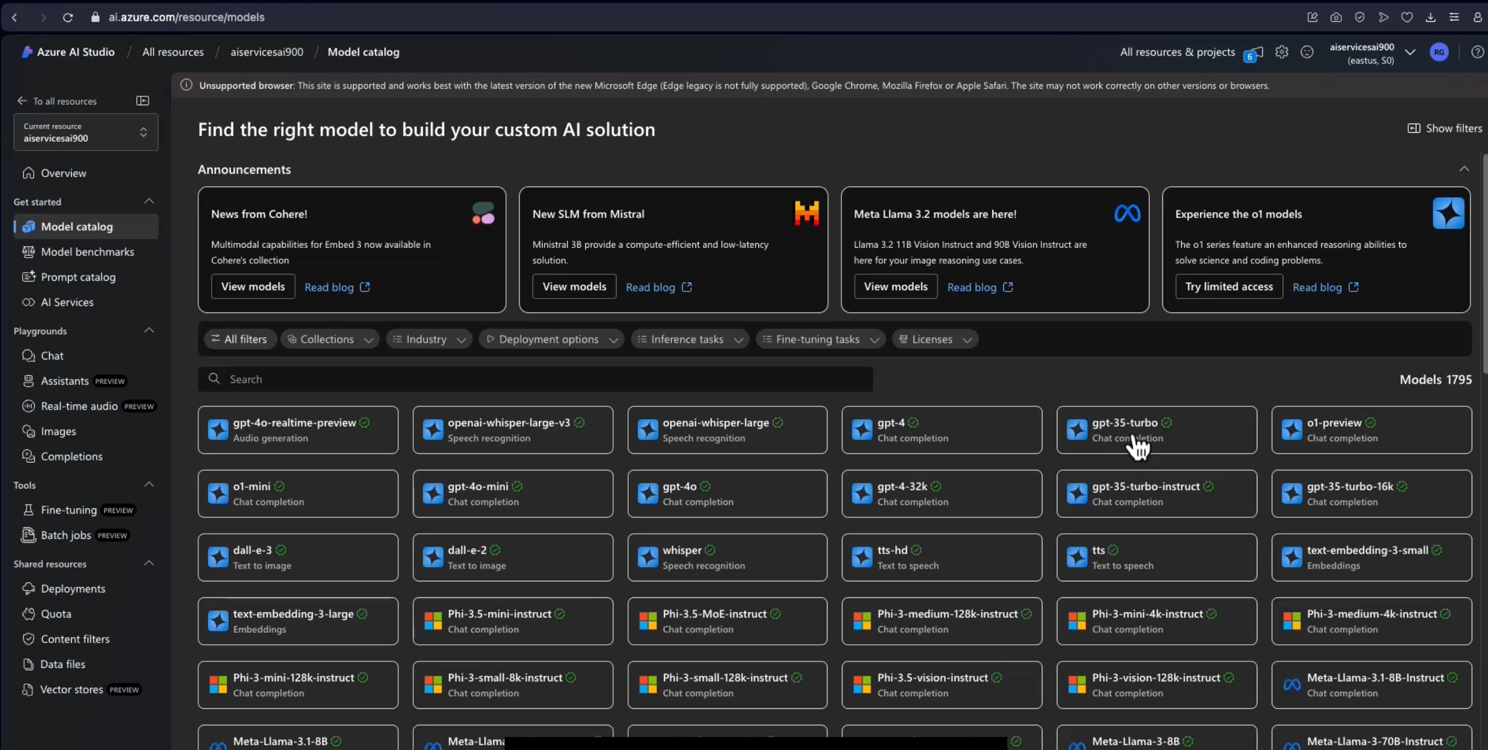 ai.azure.com/resource/models
Azure AI Studio / All resources / aiservicesai900 / Model catalog
All resources & projects 6
aiservicesai900
(eastus, S0)
RG
To all resources
Current resource
aiservicesai900
Overview
Get started
Model catalog
Model benchmarks
Prompt catalog
AI Services
Playgrounds
Chat
Assistants PREVIEW
Real-time audio PREVIEW
Images
Completions
Tools
Fine-tuning PREVIEW
Batch jobs PREVIEW
Shared resources
Deployments
Quota
Content filters
Data files
Vector stores PREVIEW
Unsupported browser: This site is supported and works best with the latest version of the new Microsoft Edge (Edge legacy is not fully supported), Google Chrome, Mozilla Firefox or Apple Safari. The site may not work correctly on other versions or browsers.
Find the right model to build your custom AI solution
Show filters
Announcements
News from Cohere!
Multimodal capabilities for Embed 3 now available in
Cohere's collection
View models Read blog
New SLM from Mistral
Ministral 3B provide a compute-efficient and low-latency
solution.
View models Read blog
Meta Llama 3.2 models are here!
Llama 3.2 11B Vision Instruct and 90B Vision Instruct are
here for your image reasoning use cases.
View models Read blog
Experience the o1 models
The o1 series feature an enhanced reasoning abilities to
solve science and coding problems.
Try limited access Read blog
All filters Collections Industry Deployment options Inference tasks Fine-tuning tasks Licenses
Search
Models 1795
gpt-4o-realtime-preview
Audio generation
openai-whisper-large-v3
Speech recognition
openai-whisper-large
Speech recognition
gpt-4
Chat completion
gpt-35-turbo
Chat completion
o1-preview
Chat completion
o1-mini
Chat completion
gpt-4o-mini
Chat completion
gpt-4o
Chat completion
gpt-4-32k
Chat completion
gpt-35-turbo-instruct
Chat completion
gpt-35-turbo-16k
Chat completion
dall-e-3
Text to image
dall-e-2
Text to image
whisper
Speech recognition
tts-hd
Text to speech
tts
Text to speech
text-embedding-3-small
Embeddings
text-embedding-3-large
Embeddings
Phi-3.5-mini-instruct
Chat completion
Phi-3.5-MoE-instruct
Chat completion
Phi-3-medium-128k-instruct
Chat completion
Phi-3-mini-4k-instruct
Chat completion
Phi-3-medium-4k-instruct
Chat completion
Phi-3-mini-128k-instruct
Chat completion
Phi-3-small-8k-instruct
Chat completion
Phi-3-small-128k-instruct
Chat completion
Phi-3.5-vision-instruct
Chat completion
Phi-3-vision-128k-instruct
Chat completion
Meta-Llama-3.1-8B-Instruct
Chat completion
Meta-Llama-3.1-8B
Meta-Llama
Meta-Llama-3-8B
Meta-Llama-3-70B-Instruct